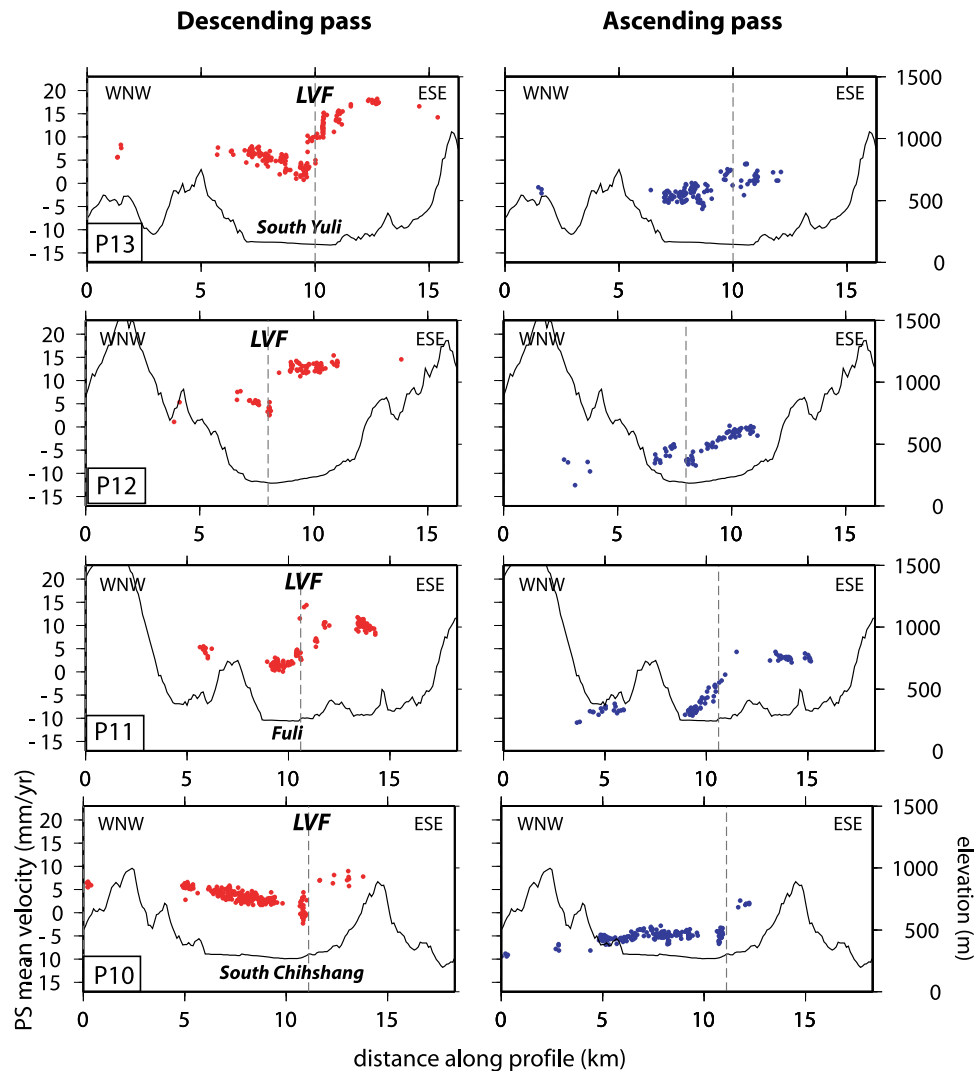 Descending pass
Ascending pass
WNW LVF ESE
20
15
10
5
0
- 5
- 10
- 15
South Yuli
P13
0 5 10 15
WNW ESE
1500
1000
500
0
0 5 10 15
WNW LVF ESE
20
15
10
5
0
- 5
- 10
- 15
P12
0 5 10 15
WNW ESE
1500
1000
500
0
0 5 10 15
WNW LVF ESE
20
15
10
5
0
- 5
- 10
- 15
Fuli
P11
0 5 10 15
WNW ESE
1500
1000
500
0
0 5 10 15
WNW LVF ESE
20
15
10
5
0
- 5
10
15
South Chihshang
P10
0 5 10 15
WNW ESE
1500
1000
500
0
0 5 10 15
PS mean velocity (mm/yr)
elevation (m)
distance along profile (km)